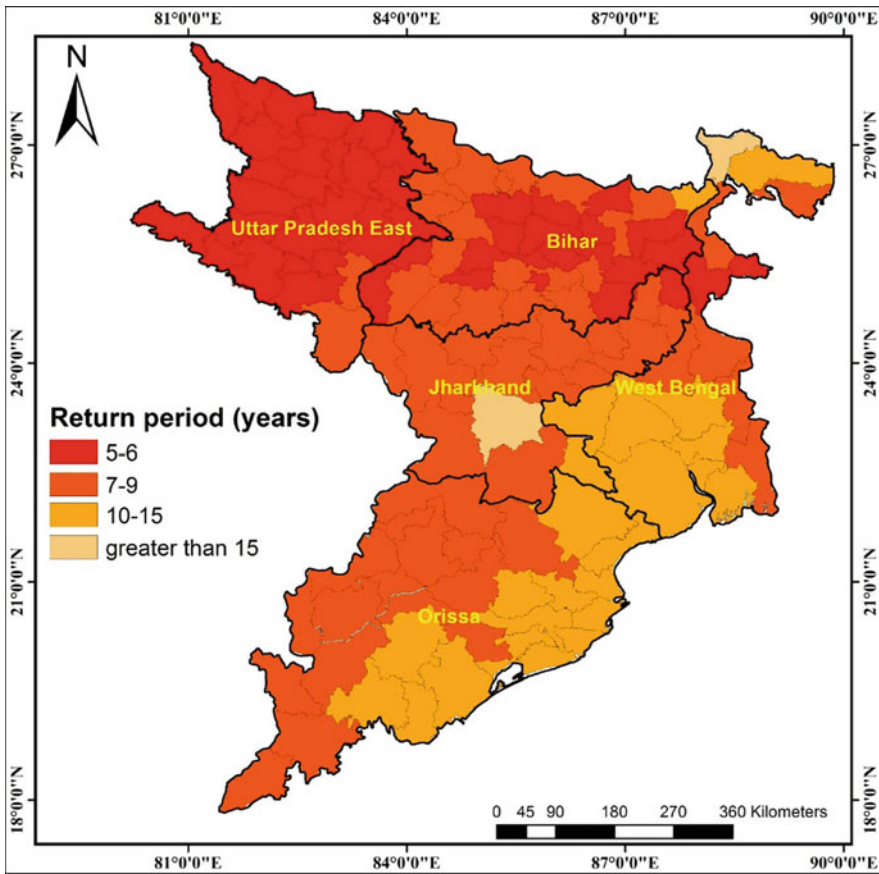 81°0'0"E 84°0'0"E 87°0'0"E 90°0'0"E
N
27°0'0"N
27°0'0"N
Uttar Pradesh East
Bihar
24°0'0"N
24°0'0"N
Jharkhand
West Bengal
Return period (years)
5-6
7-9
10-15
greater than 15
21°0'0"N
21°0'0"N
Orissa
18°0'0"N
18°0'0"N
0 45 90 180 270 360 Kilometers
81°0'0"E 84°0'0"E 87°0'0"E 90°0'0"E